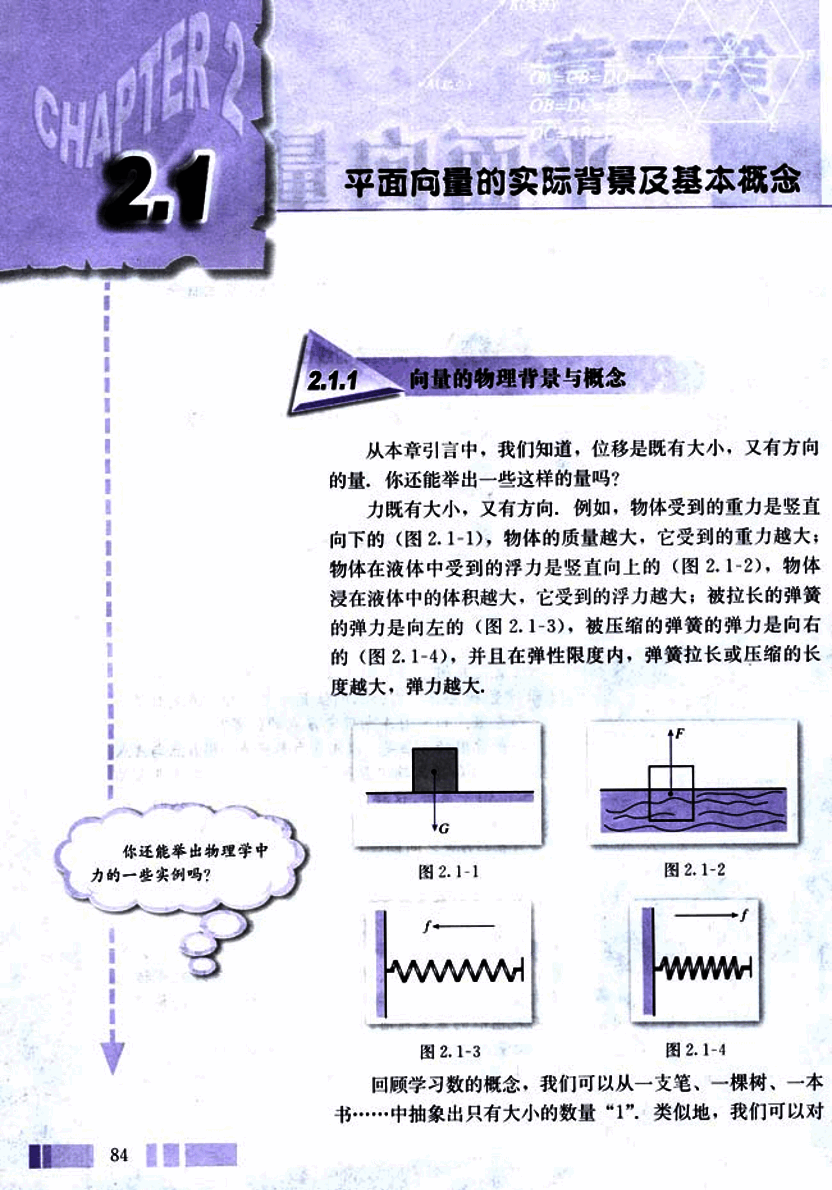 CHAPTER 2
第二章
平面向量
2.1
平面向量的实际背景及基本概念
2.1.1 向量的物理背景与概念
从本章引言中，我们知道，位移是既有大小，又有方向
的量．你还能举出一些这样的量吗？
力既有大小，又有方向．例如，物体受到的重力是竖直
向下的（图 2.1-1），物体的质量越大，它受到的重力越大；
物体在液体中受到的浮力是竖直向上的（图 2.1-2），物体
浸在液体中的体积越大，它受到的浮力越大；被拉长的弹簧
的弹力是向左的（图 2.1-3），被压缩的弹簧的弹力是向右
的（图 2.1-4），并且在弹性限度内，弹簧拉长或压缩的长
度越大，弹力越大．
你还能举出物理学中
力的一些实例吗？
G
F
图 2.1-1
图 2.1-2
f
f
图 2.1-3
图 2.1-4
回顾学习数的概念，我们可以从一支笔、一棵树、一本
书……中抽象出只有大小的数量“1”．类似地，我们可以对
84